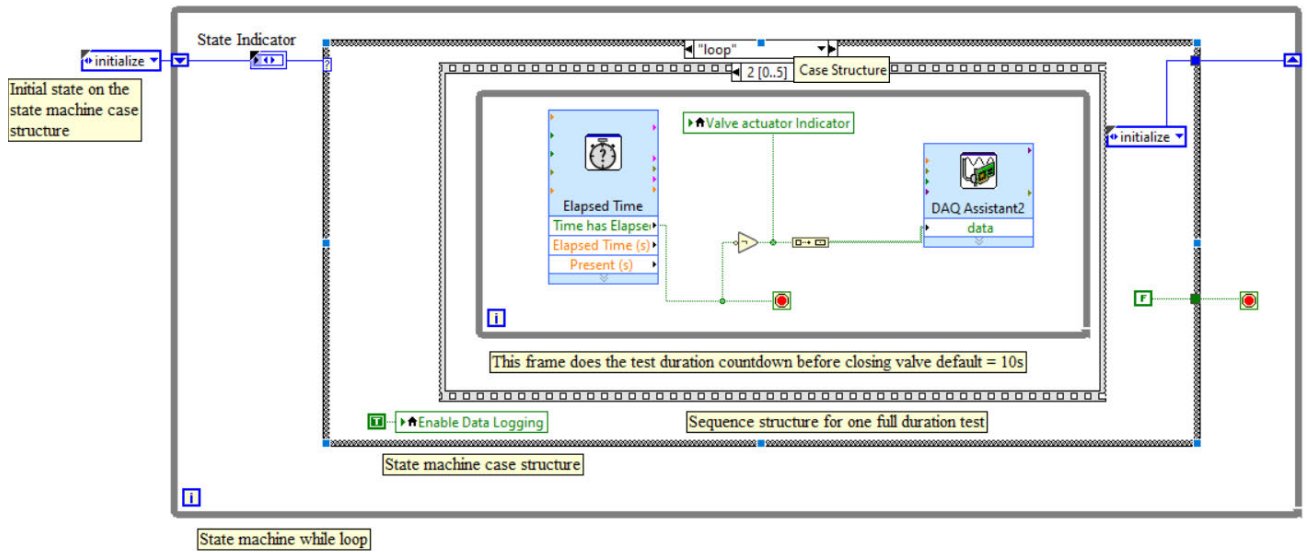 State Indicator
initialize
Initial state on the
state machine case
structure
"loop"
2 [0..5]
Case Structure
?
Valve actuator Indicator
initialize
?
Elapsed Time
Time has Elapse
Elapsed Time (s)
Present (s)
DAQ Assistant2
data
F
i
This frame does the test duration countdown before closing valve default = 10s
T
Enable Data Logging
Sequence structure for one full duration test
State machine case structure
i
State machine while loop